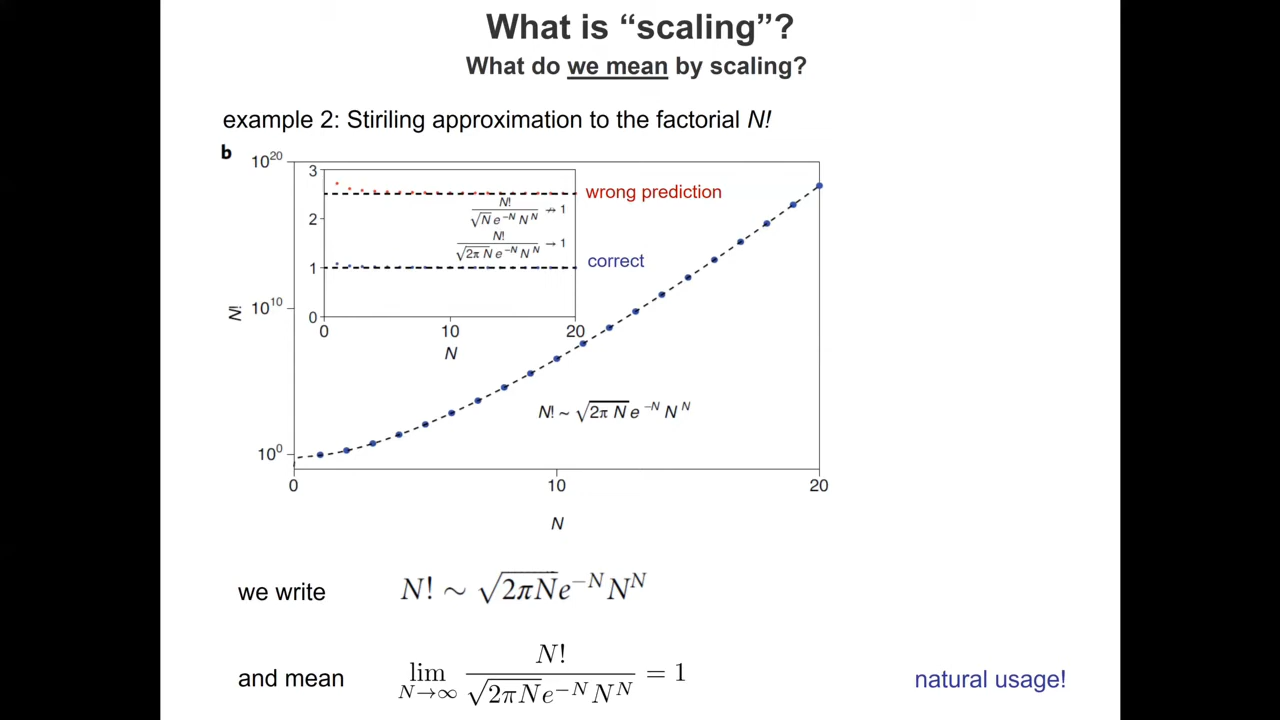 What is “scaling”?
What do we mean by scaling?
example 2: Stiriling approximation to the factorial N!
b
10^20
10^10
10^0
N!
0 10 20
N
3
2
1
0
0 10 20
N
wrong prediction
N! / (√N e^−N N^N) ↛ 1
N! / (√2π N e^−N N^N) → 1
correct
N! ~ √2π N e^−N N^N
we write N! ∼ √2πN e^−N N^N
and mean lim N→∞ N! / (√2πN e^−N N^N) = 1
natural usage!